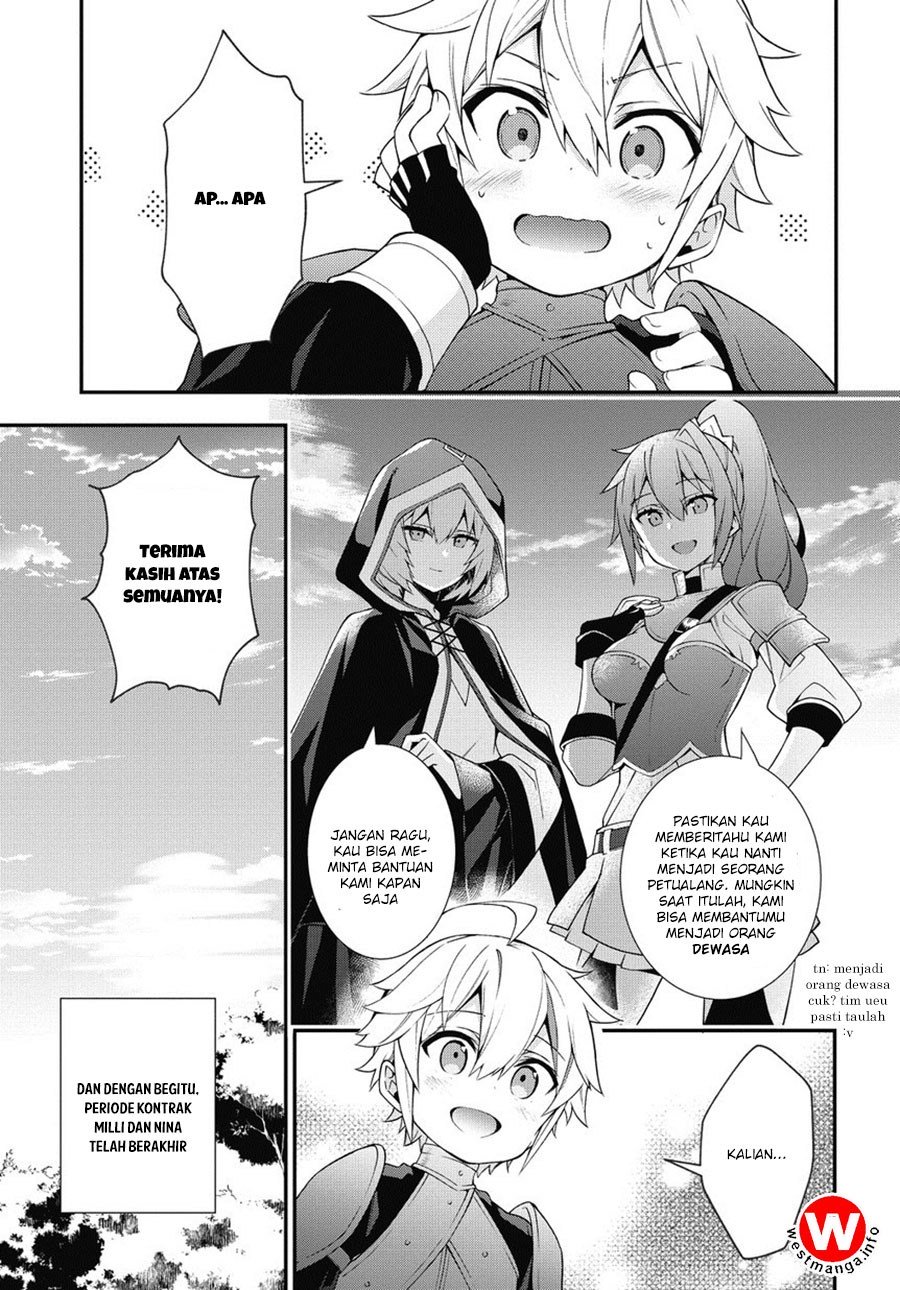 AP... APA
PASTIKAN KAU
MEMBERITAHU KAMI
KETIKA KAU NANTI
MENJADI SEORANG
PETUALANG. MUNGKIN
SAAT ITULAH, KAMI
BISA MEMBANTUMU
MENJADI ORANG
DEWASA
tn: menjadi
orang dewasa
cuk? tim ueu
pasti taulah
:v
JANGAN RAGU,
KAU BISA ME-
MINTA BANTUAN
KAMI KAPAN
SAJA
KALIAN...
TERIMA
KASIH ATAS
SEMUANYA!
DAN DENGAN BEGITU,
PERIODE KONTRAK
MILLI DAN NINA
TELAH BERAKHIR
W
westmanga.info